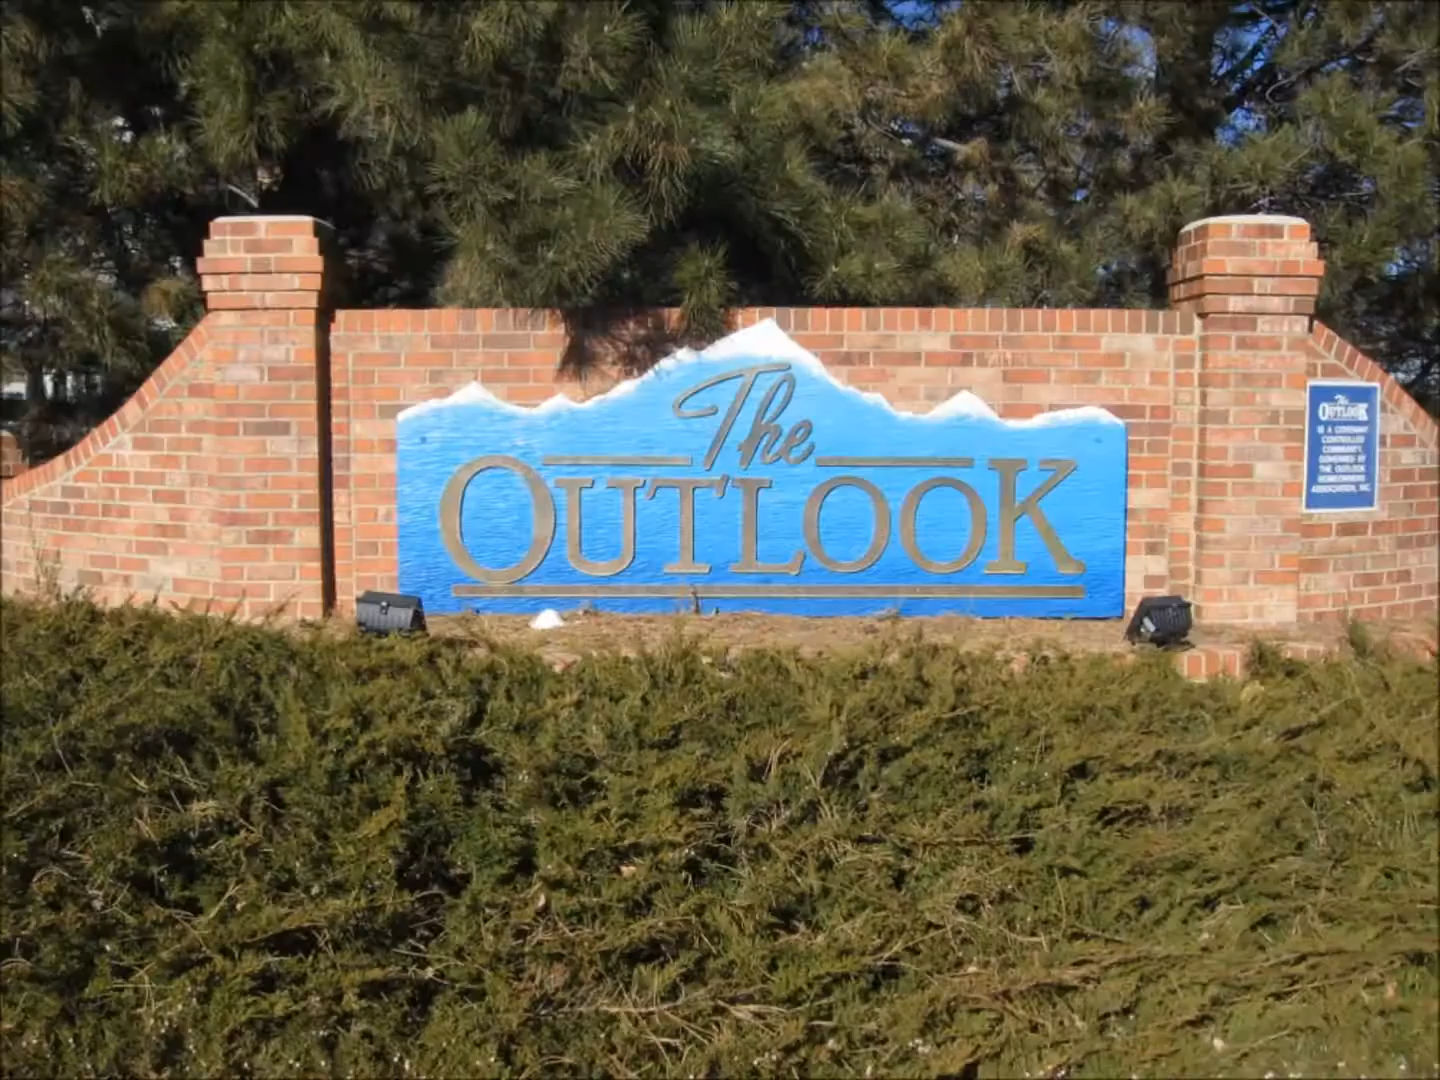 The
OUTLOOK
The
OUTLOOK
IS A COVENANT
CONTROLLED
COMMUNITY,
GOVERNED BY
THE OUTLOOK
HOMEOWNERS
ASSOCIATION, INC.